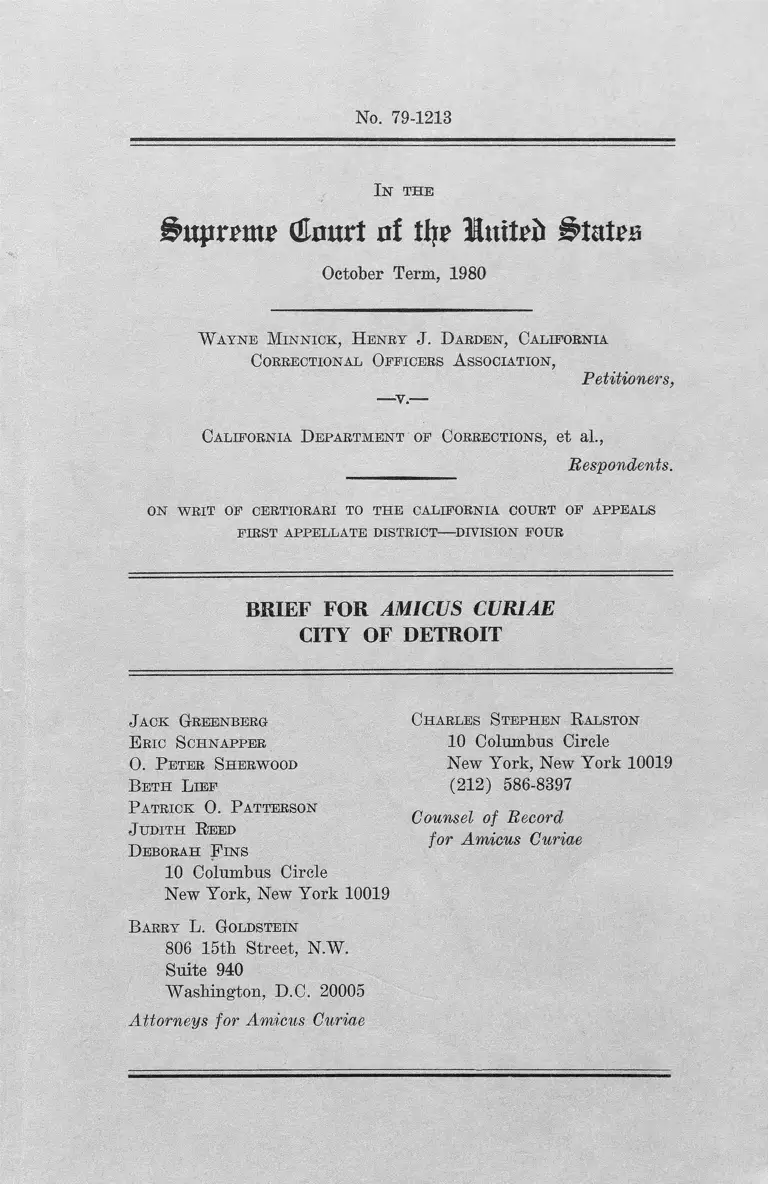 No. 79-1213
In the
Supreme Court of the United States
October Term, 1980
Wayne Minnick, Henry J. Darden, California
Correctional Officers Association,
Petitioners,
—v.—
California Department of Corrections, et al.,
Respondents.
ON WRIT OF CERTIORARI TO THE CALIFORNIA COURT OF APPEALS
FIRST APPELLATE DISTRICT—DIVISION FOUR
BRIEF FOR AMICUS CURIAE
CITY OF DETROIT
Jack Greenberg
Eric Schnapper
O. Peter Sherwood
Beth Lief
Patrick O. Patterson
Judith Reed
Deborah Fins
10 Columbus Circle
New York, New York 10019
Barry L. Goldstein
806 15th Street, N.W.
Suite 940
Washington, D.C. 20005
Attorneys for Amicus Curiae
Charles Stephen Ralston
10 Columbus Circle
New York, New York 10019
(212) 586-8397
Counsel of Record
for Amicus Curiae